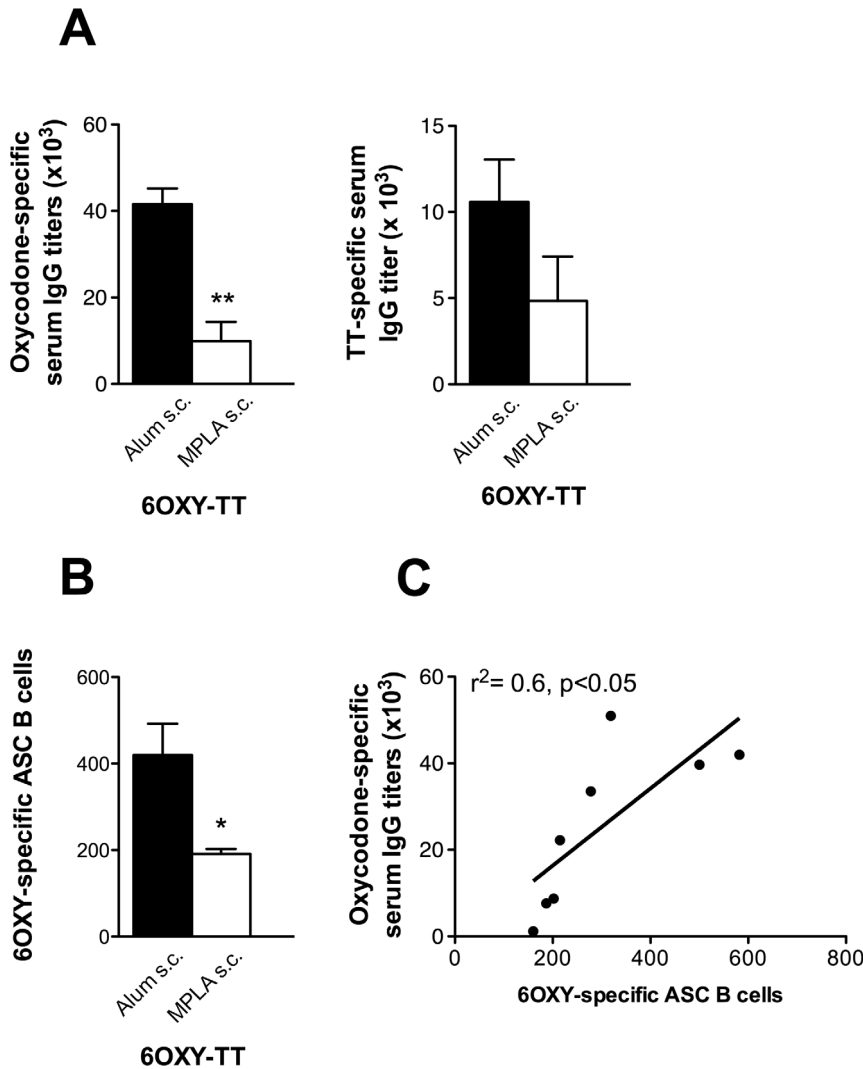 A
Oxycodone-specific
serum IgG titers (x10³)
60
40
20
0
**
Alum s.c.
MPLA s.c.
6OXY-TT
TT-specific serum
IgG titer (x 10³)
15
10
5
0
Alum s.c.
MPLA s.c.
6OXY-TT
B
6OXY-specific ASC B cells
600
400
200
0
*
Alum s.c.
MPLA s.c.
6OXY-TT
C
Oxycodone-specific
serum IgG titers (x10³)
60
40
20
0
r²= 0.6, p<0.05
0 200 400 600 800
6OXY-specific ASC B cells